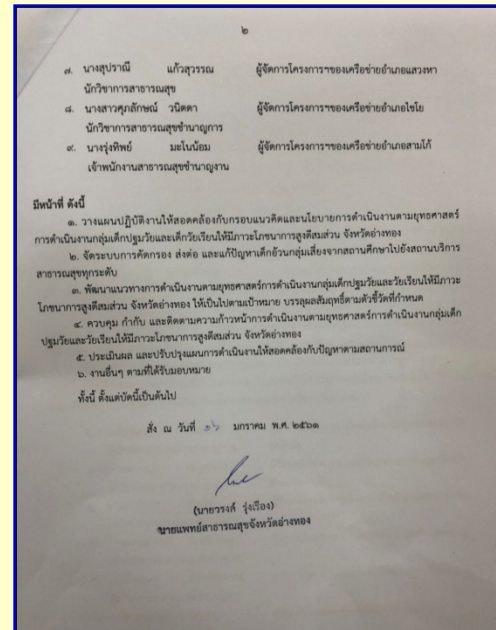 ๒
๗. นางสุปราณี แก้วสุวรรณ ผู้จัดการโครงการฯของเครือข่ายอำเภอแสวงหา
นักวิชาการสาธารณสุข
๘. นางสาวศุภลักษณ์ วนิดดา ผู้จัดการโครงการฯของเครือข่ายอำเภอไชโย
นักวิชาการสาธารณสุขชำนาญการ
๙. นางรุ่งทิพย์ มะโนน้อม ผู้จัดการโครงการฯของเครือข่ายอำเภอสามโก้
เจ้าพนักงานสาธารณสุขชำนาญงาน
มีหน้าที่ ดังนี้
๑. วางแผนปฏิบัติงานให้สอดคล้องกับกรอบแนวคิดและนโยบายการดำเนินงานตามยุทธศาสตร์
การดำเนินงานกลุ่มเด็กปฐมวัยและเด็กวัยเรียนให้มีภาวะโภชนาการสูงดีสมส่วน จังหวัดอ่างทอง
๒. จัดระบบการคัดกรอง ส่งต่อ และแก้ปัญหาเด็กอ้วนกลุ่มเสี่ยงจากสถานศึกษาไปยังสถานบริการ
สาธารณสุขทุกระดับ
๓. พัฒนาแนวทางการดำเนินงานตามยุทธศาสตร์การดำเนินงานกลุ่มเด็กปฐมวัยและวัยเรียนให้มีภาวะ
โภชนาการสูงดีสมส่วน จังหวัดอ่างทอง ให้เป็นไปตามเป้าหมาย บรรลุผลสัมฤทธิ์ตามตัวชี้วัดที่กำหนด
๔. ควบคุม กำกับ และติดตามความก้าวหน้าการดำเนินงานตามยุทธศาสตร์การดำเนินงานกลุ่มเด็ก
ปฐมวัยและวัยเรียนให้มีภาวะโภชนาการสูงดีสมส่วน จังหวัดอ่างทอง
๕. ประเมินผล และปรับปรุงแผนการดำเนินงานให้สอดคล้องกับปัญหาตามสถานการณ์
๖. งานอื่นๆ ตามที่ได้รับมอบหมาย
ทั้งนี้ ตั้งแต่บัดนี้เป็นต้นไป
สั่ง ณ วันที่ มกราคม พ.ศ. ๒๕๖๑
(นายวรงค์ รุ่งเรือง)
นายแพทย์สาธารณสุขจังหวัดอ่างทอง